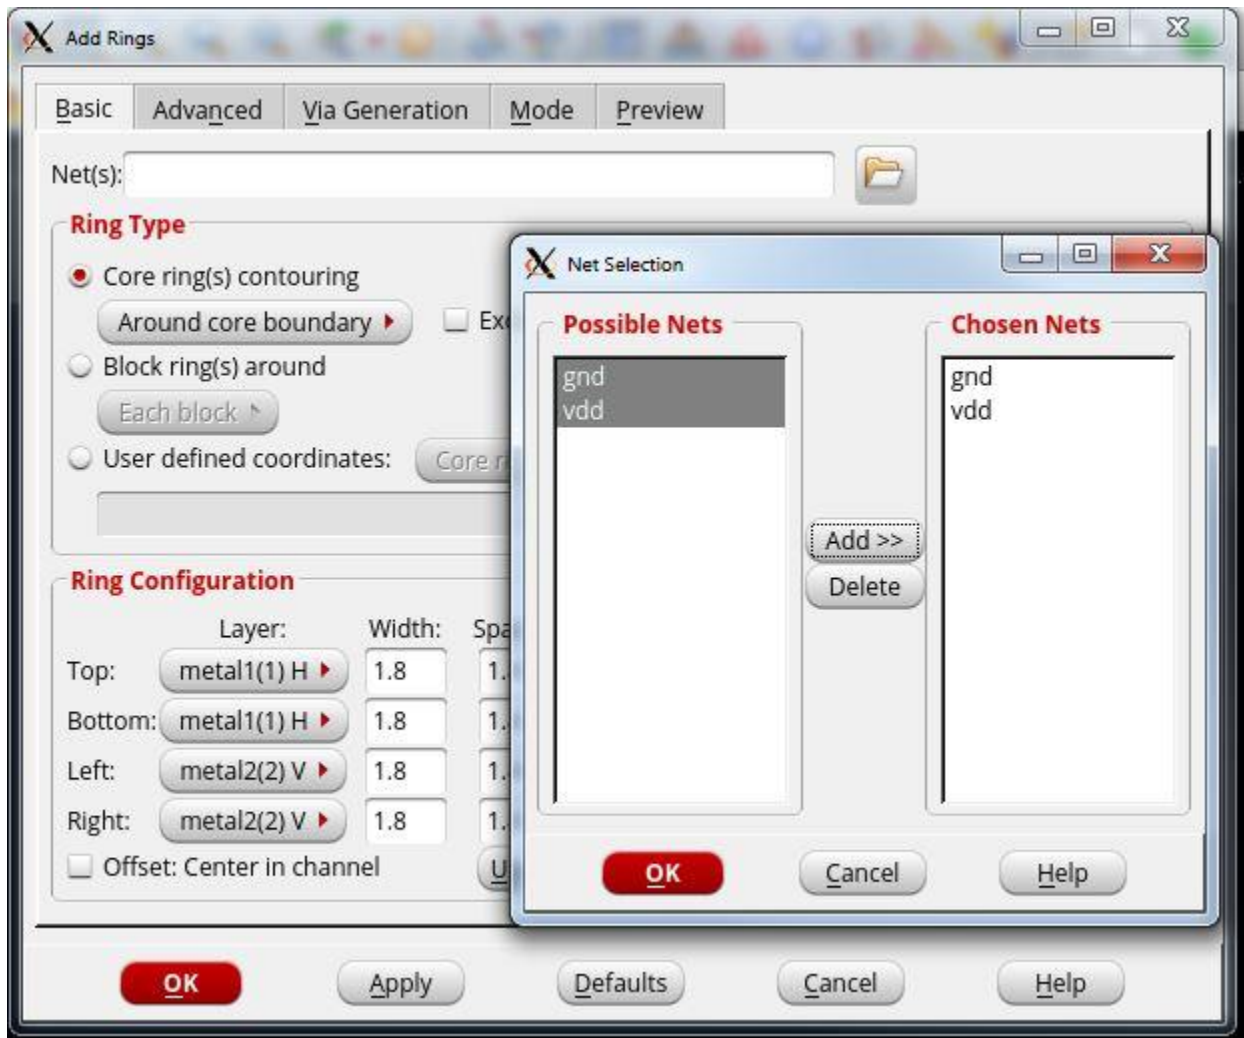 Add Rings
Basic Advanced Via Generation Mode Preview
Net(s):
Ring Type
Core ring(s) contouring
Around core boundary
Block ring(s) around
Each block
User defined coordinates: Core
Ring Configuration
Layer: Width:
Top: metal1(1) H 1.8
Bottom: metal1(1) H 1.8
Left: metal2(2) V 1.8
Right: metal2(2) V 1.8
Offset: Center in channel
OK Apply Defaults Cancel Help
Net Selection
Possible Nets Chosen Nets
gnd gnd
vdd vdd
Add >>
Delete
OK Cancel Help